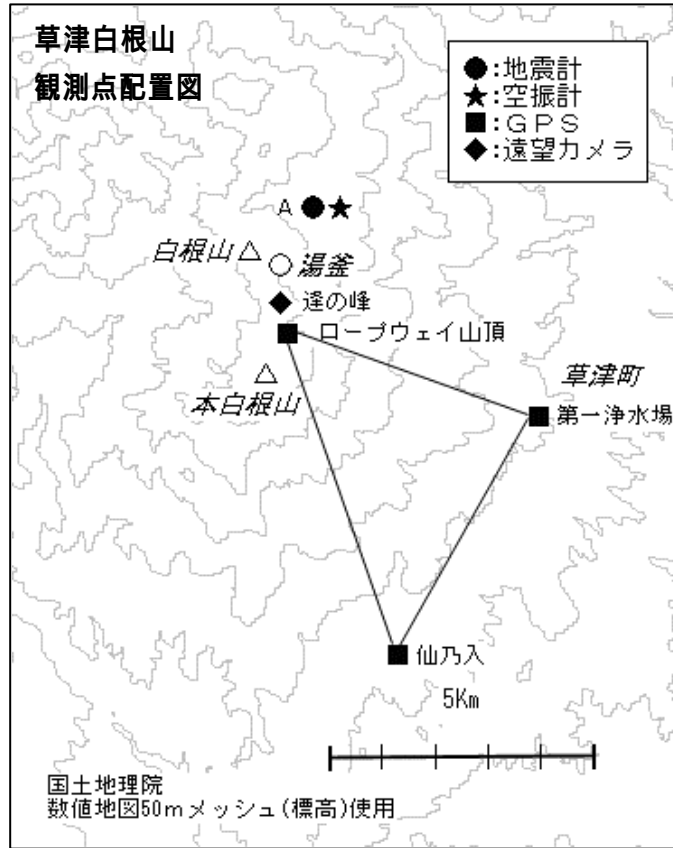 草津白根山
観測点配置図
●:地震計
★:空振計
■:GPS
◆:遠望カメラ
A
白根山
湯釜
逢の峰
ロープウェイ山頂
本白根山
草津町
第一浄水場
仙乃入
5Km
国土地理院
数値地図50mメッシュ(標高)使用